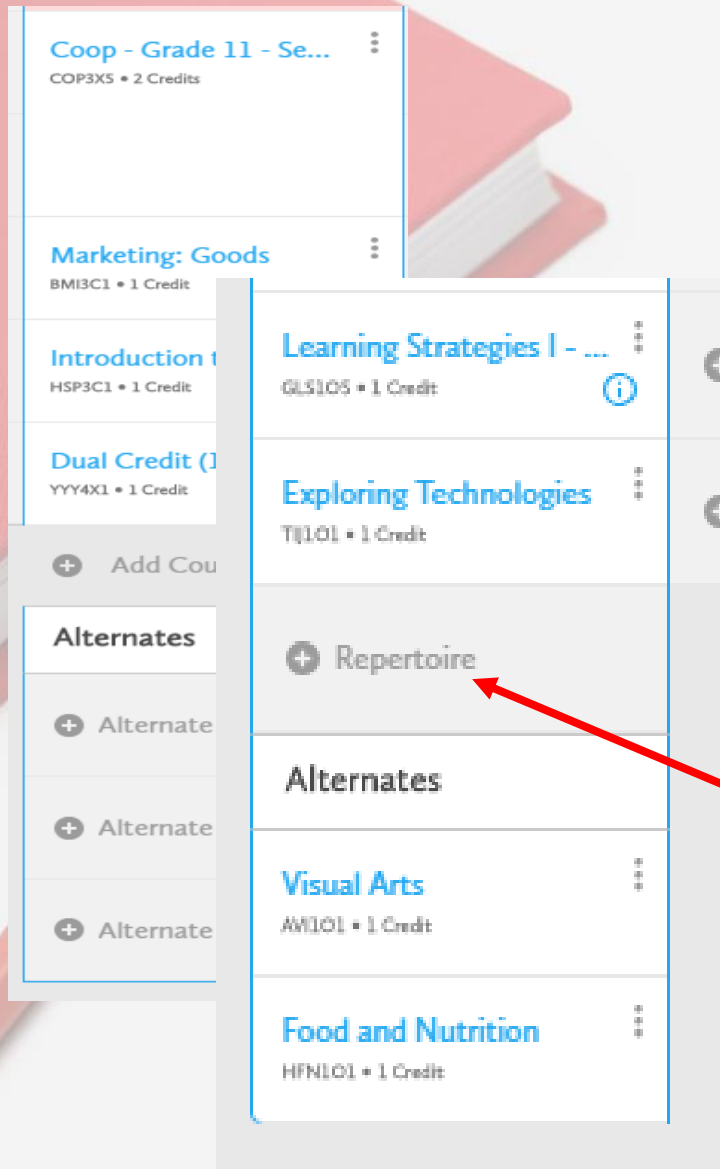 Coop - Grade 11 - Se...
COP3X5 • 2 Credits
Marketing: Goods
BMI3C1 • 1 Credit
Introduction t
HSP3C1 • 1 Credit
Dual Credit (I
YYY4X1 • 1 Credit
Add Cou
Alternates
Alternate
Alternate
Alternate
Learning Strategies I - ...
GLS1O5 • 1 Credit
Exploring Technologies
TIJ1O1 • 1 Credit
Repertoire
Alternates
Visual Arts
AVI1O1 • 1 Credit
Food and Nutrition
HFN1O1 • 1 Credit